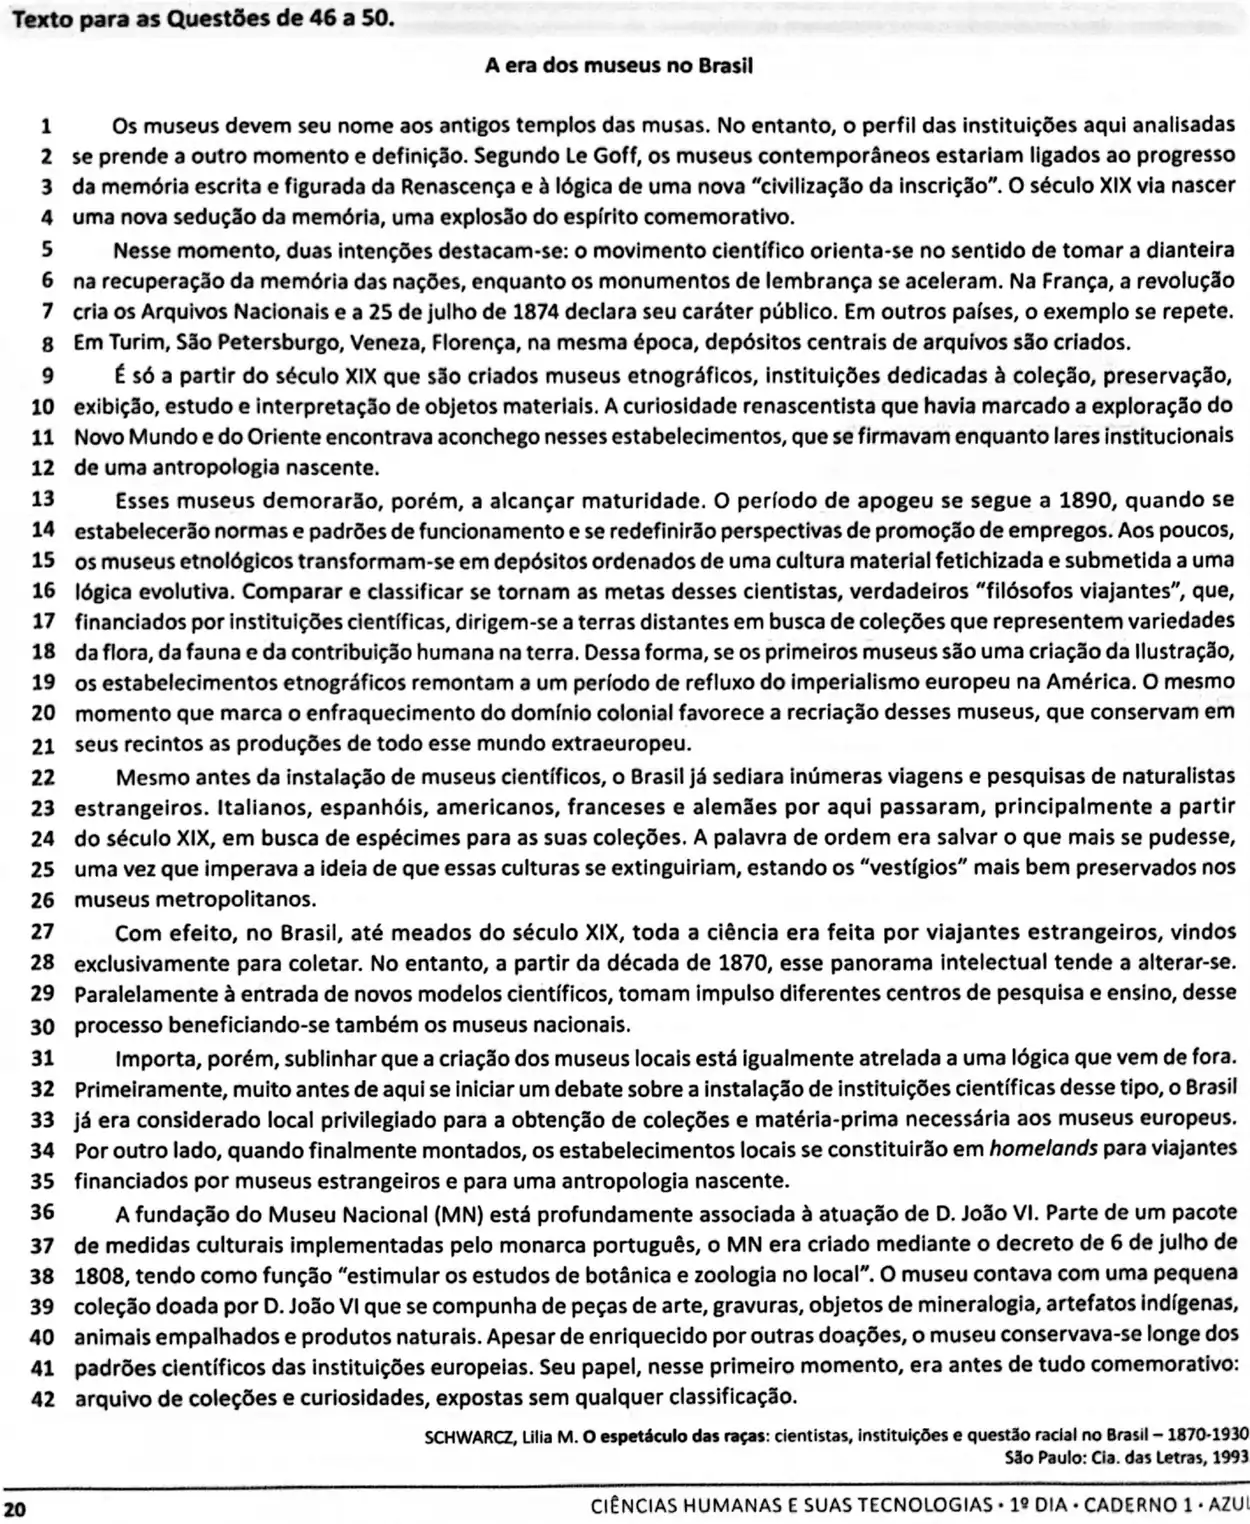 Texto para as Questões de 46 a 50.
A era dos museus no Brasil
1 Os museus devem seu nome aos antigos templos das musas. No entanto, o perfil das instituições aqui analisadas
2 se prende a outro momento e definição. Segundo Le Goff, os museus contemporâneos estariam ligados ao progresso
3 da memória escrita e figurada da Renascença e à lógica de uma nova "civilização da inscrição". O século XIX via nascer
4 uma nova sedução da memória, uma explosão do espírito comemorativo.
5 Nesse momento, duas intenções destacam-se: o movimento científico orienta-se no sentido de tomar a dianteira
6 na recuperação da memória das nações, enquanto os monumentos de lembrança se aceleram. Na França, a revolução
7 cria os Arquivos Nacionais e a 25 de julho de 1874 declara seu caráter público. Em outros países, o exemplo se repete.
8 Em Turim, São Petersburgo, Veneza, Florença, na mesma época, depósitos centrais de arquivos são criados.
9 É só a partir do século XIX que são criados museus etnográficos, instituições dedicadas à coleção, preservação,
10 exibição, estudo e interpretação de objetos materiais. A curiosidade renascentista que havia marcado a exploração do
11 Novo Mundo e do Oriente encontrava aconchego nesses estabelecimentos, que se firmavam enquanto lares institucionais
12 de uma antropologia nascente.
13 Esses museus demorarão, porém, a alcançar maturidade. O período de apogeu se segue a 1890, quando se
14 estabelecerão normas e padrões de funcionamento e se redefinirão perspectivas de promoção de empregos. Aos poucos,
15 os museus etnológicos transformam-se em depósitos ordenados de uma cultura material fetichizada e submetida a uma
16 lógica evolutiva. Comparar e classificar se tornam as metas desses cientistas, verdadeiros "filósofos viajantes", que,
17 financiados por instituições científicas, dirigem-se a terras distantes em busca de coleções que representem variedades
18 da flora, da fauna e da contribuição humana na terra. Dessa forma, se os primeiros museus são uma criação da Ilustração,
19 os estabelecimentos etnográficos remontam a um período de refluxo do imperialismo europeu na América. O mesmo
20 momento que marca o enfraquecimento do domínio colonial favorece a recriação desses museus, que conservam em
21 seus recintos as produções de todo esse mundo extraeuropeu.
22 Mesmo antes da instalação de museus científicos, o Brasil já sediara inúmeras viagens e pesquisas de naturalistas
23 estrangeiros. Italianos, espanhóis, americanos, franceses e alemães por aqui passaram, principalmente a partir
24 do século XIX, em busca de espécimes para as suas coleções. A palavra de ordem era salvar o que mais se pudesse,
25 uma vez que imperava a ideia de que essas culturas se extinguiriam, estando os "vestígios" mais bem preservados nos
26 museus metropolitanos.
27 Com efeito, no Brasil, até meados do século XIX, toda a ciência era feita por viajantes estrangeiros, vindos
28 exclusivamente para coletar. No entanto, a partir da década de 1870, esse panorama intelectual tende a alterar-se.
29 Paralelamente à entrada de novos modelos científicos, tomam impulso diferentes centros de pesquisa e ensino, desse
30 processo beneficiando-se também os museus nacionais.
31 Importa, porém, sublinhar que a criação dos museus locais está igualmente atrelada a uma lógica que vem de fora.
32 Primeiramente, muito antes de aqui se iniciar um debate sobre a instalação de instituições científicas desse tipo, o Brasil
33 já era considerado local privilegiado para a obtenção de coleções e matéria-prima necessária aos museus europeus.
34 Por outro lado, quando finalmente montados, os estabelecimentos locais se constituirão em homelands para viajantes
35 financiados por museus estrangeiros e para uma antropologia nascente.
36 A fundação do Museu Nacional (MN) está profundamente associada à atuação de D. João VI. Parte de um pacote
37 de medidas culturais implementadas pelo monarca português, o MN era criado mediante o decreto de 6 de julho de
38 1808, tendo como função "estimular os estudos de botânica e zoologia no local". O museu contava com uma pequena
39 coleção doada por D. João VI que se compunha de peças de arte, gravuras, objetos de mineralogia, artefatos indígenas,
40 animais empalhados e produtos naturais. Apesar de enriquecido por outras doações, o museu conservava-se longe dos
41 padrões científicos das instituições europeias. Seu papel, nesse primeiro momento, era antes de tudo comemorativo:
42 arquivo de coleções e curiosidades, expostas sem qualquer classificação.
SCHWARCZ, Lilia M. O espetáculo das raças: cientistas, instituições e questão racial no Brasil – 1870-1930
São Paulo: Cia. das Letras, 1993
20 CIÊNCIAS HUMANAS E SUAS TECNOLOGIAS • 1º DIA • CADERNO 1 • AZUL